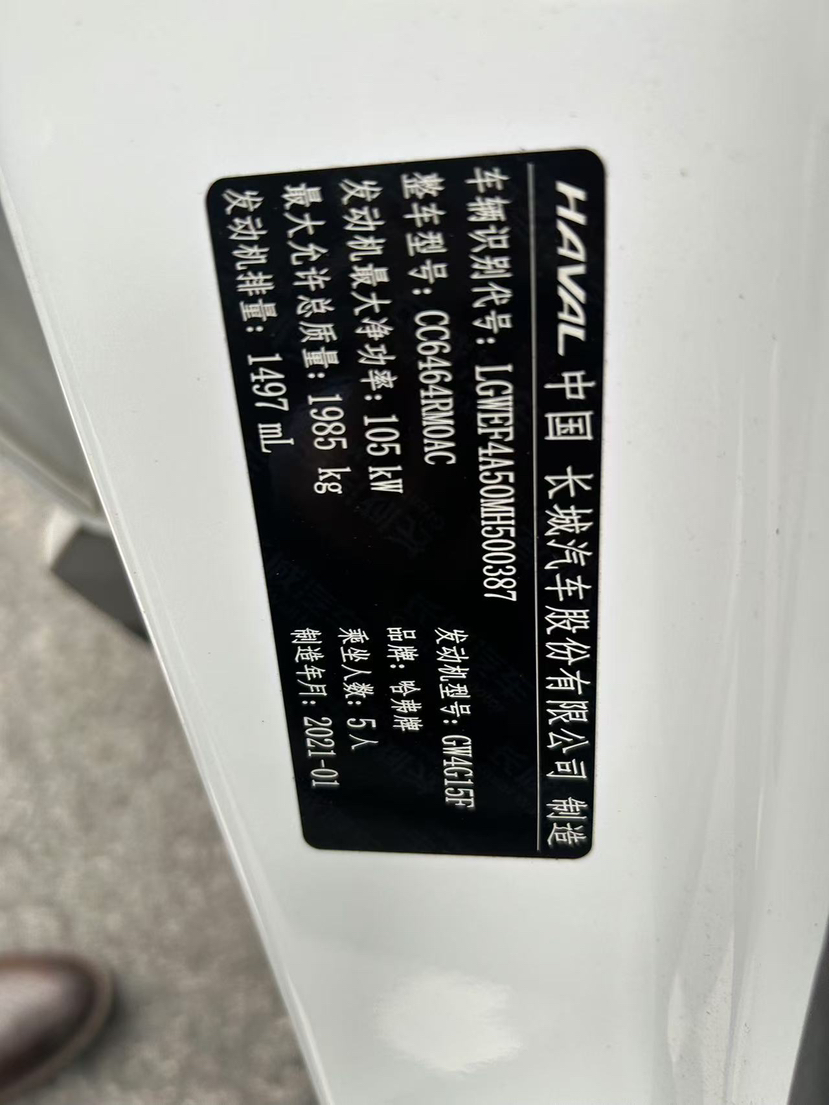 HAVAL 中国 长城汽车股份有限公司 制造
车辆识别代号：LGWEF4A50MH500387
整车型号：CC6464RM0AC 发动机型号：GW4G15F
发动机最大净功率：105 kW 品牌：哈弗牌
最大允许总质量：1985 kg 乘坐人数：5人
发动机排量：1497 mL 制造年月：2021-01